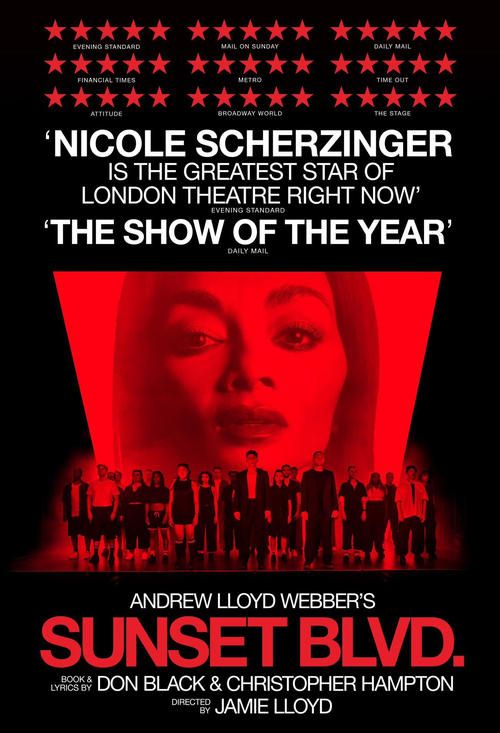 EVENING STANDARD MAIL ON SUNDAY DAILY MAIL
FINANCIAL TIMES METRO TIME OUT
ATTITUDE BROADWAY WORLD THE STAGE
‘NICOLE SCHERZINGER
IS THE GREATEST STAR OF
LONDON THEATRE RIGHT NOW’
EVENING STANDARD
‘THE SHOW OF THE YEAR’
DAILY MAIL
ANDREW LLOYD WEBBER’S
SUNSET BLVD.
BOOK & LYRICS BY DON BLACK & CHRISTOPHER HAMPTON
DIRECTED BY JAMIE LLOYD